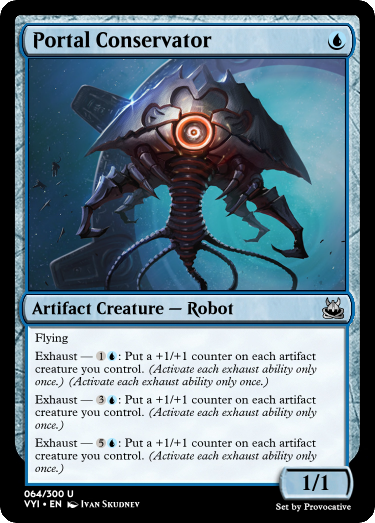 Portal Conservator
Artifact Creature — Robot
Flying
Exhaust — 1: Put a +1/+1 counter on each artifact
creature you control. (Activate each exhaust ability only
once.) (Activate each exhaust ability only once.)
Exhaust — 3: Put a +1/+1 counter on each artifact
creature you control. (Activate each exhaust ability only
once.)
Exhaust — 5: Put a +1/+1 counter on each artifact
creature you control. (Activate each exhaust ability only
once.)
1/1
064/300 U
VYI • EN Ivan Skudnev
Set by Provocative